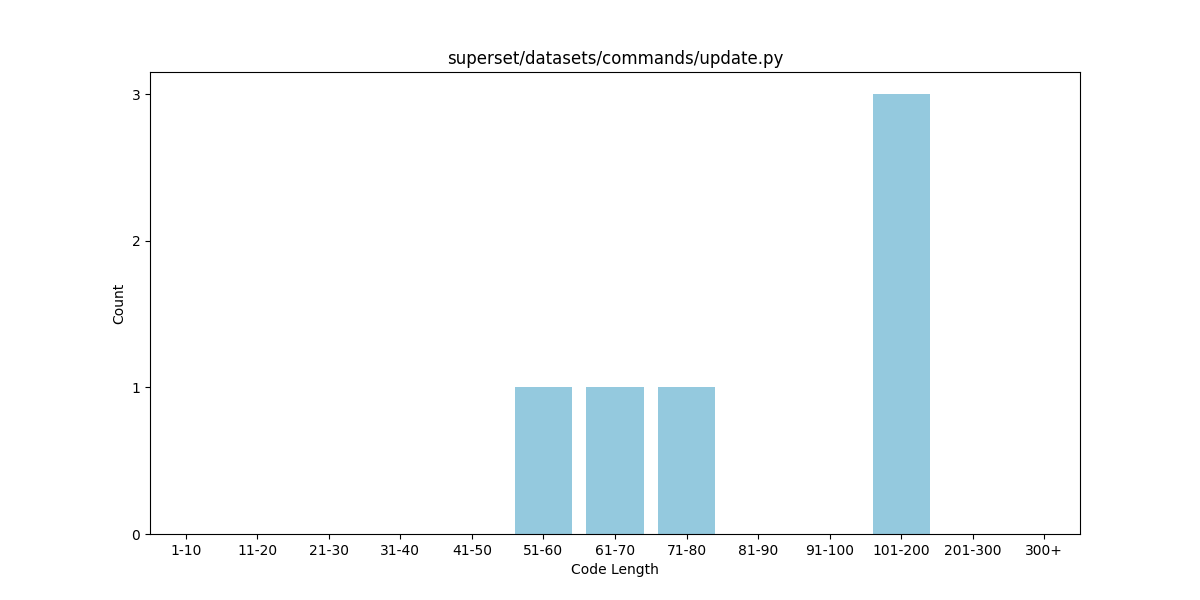 superset/datasets/commands/update.py
Count
3
2
1
0
1-10 11-20 21-30 31-40 41-50 51-60 61-70 71-80 81-90 91-100 101-200 201-300 300+
Code Length